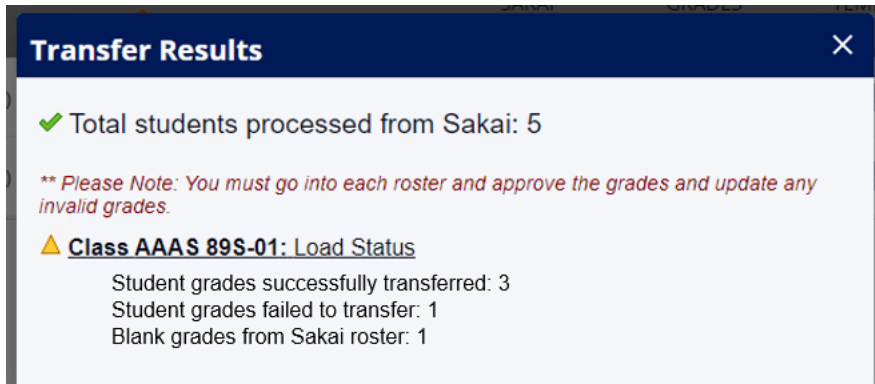 SAKAI GRADES
Transfer Results
Total students processed from Sakai: 5
** Please Note: You must go into each roster and approve the grades and update any
invalid grades.
Class AAAS 89S-01: Load Status
Student grades successfully transferred: 3
Student grades failed to transfer: 1
Blank grades from Sakai roster: 1